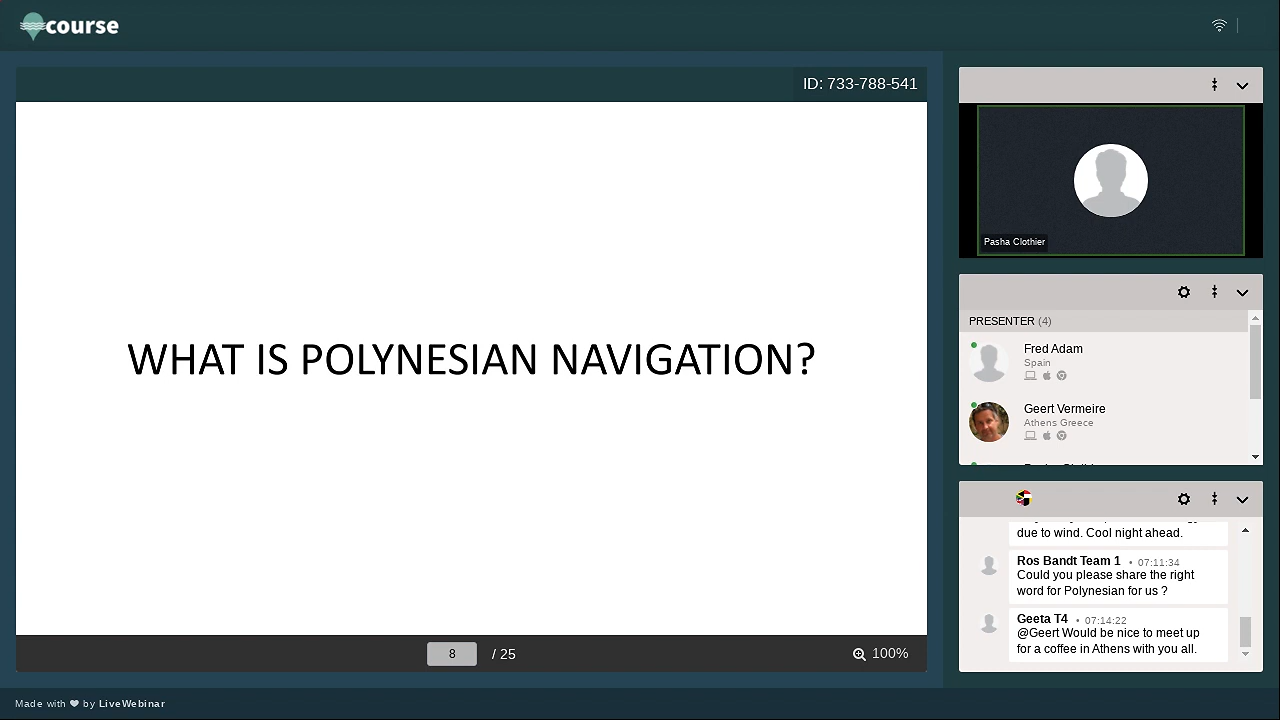 course
ID: 733-788-541
WHAT IS POLYNESIAN NAVIGATION?
8 / 25
100%
Pasha Clothier
PRESENTER (4)
Fred Adam
Spain
Geert Vermeire
Athens Greece
due to wind. Cool night ahead.
Ros Bandt Team 1 • 07:11:34
Could you please share the right
word for Polynesian for us ?
Geeta T4 • 07:14:22
@Geert Would be nice to meet up
for a coffee in Athens with you all.
Made with by LiveWebinar